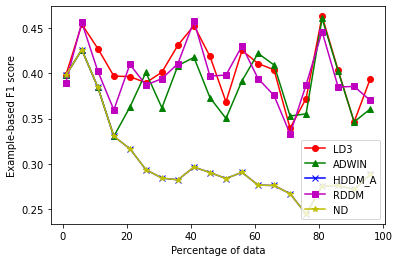 0.45
0.40
0.35
0.30
0.25
Example-based F1 score
LD3
ADWIN
HDDM_A
RDDM
ND
0 20 40 60 80 100
Percentage of data